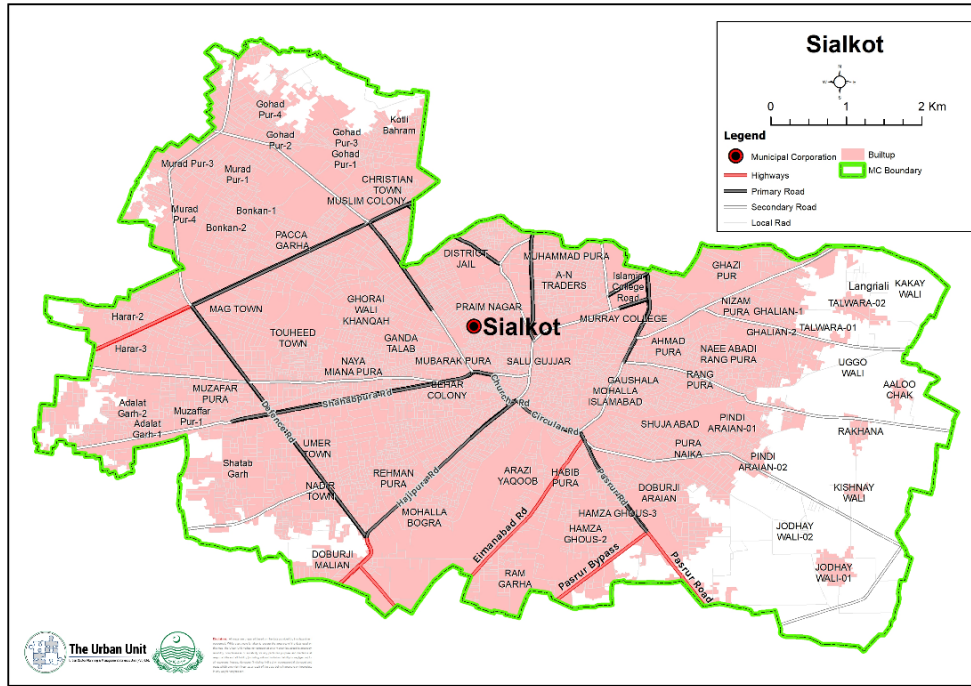 Sialkot
N
W
E
S
0 1 2 Km
Legend
Municipal Corporation
Highways
Primary Road
Secondary Road
Local Rad
Builtup
MC Boundary
Gohad
Pur-4
Gohad
Pur-2
Gohad
Pur-3
Gohad
Pur-1
Kotli
Bahram
Murad Pur-3
Murad
Pur-1
CHRISTIAN
TOWN
MUSLIM COLONY
Murad
Pur-4
Bonkan-1
Bonkan-2
PACCA
GARHA
DISTRICT
JAIL
MUHAMMAD PURA
A-N
TRADERS
Islamia
College
Road
GHAZI
PUR
Langriali
KAKAY
WALI
TALWARA-02
Harar-2
MAG TOWN
GHORAI
WALI
KHANQAH
PRAIM NAGAR
Sialkot
MURRAY COLLEGE
NIZAM
PURA
GHALIAN-1
GHALIAN-2
TALWARA-01
Harar-3
TOUHEED
TOWN
GANDA
TALAB
AHMAD
PURA
NAEE ABADI
RANG PURA
NAYA
MIANA PURA
MUBARAK PURA
SALU GUJJAR
UGGO
WALI
RANG
PURA
MUZAFAR
PURA
BEHAR
COLONY
GAUSHALA
MOHALLA
ISLAMABAD
AALOO
CHAK
Adalat
Garh-2
Adalat
Garh-1
Muzaffar
Pur-1
Shahabpura Rd
Defence Rd
Church Rd
Circular Rd
SHUJA ABAD
PINDI
ARAIAN-01
RAKHANA
UMER
TOWN
PURA
NAIKA
PINDI
ARAIAN-02
Shatab
Garh
REHMAN
PURA
Hajipura Rd
ARAZI
YAQOOB
HABIB
PURA
Pasrur Rd
DOBURJI
ARAIAN
KISHNAY
WALI
NADIR
TOWN
MOHALLA
BOGRA
HAMZA GHOUS-3
HAMZA
GHOUS-2
JODHAY
WALI-02
DOBURJI
MALIAN
Eimanabad Rd
RAM
GARHA
Pasrur Bypass
Pasrur Road
JODHAY
WALI-01
The Urban Unit